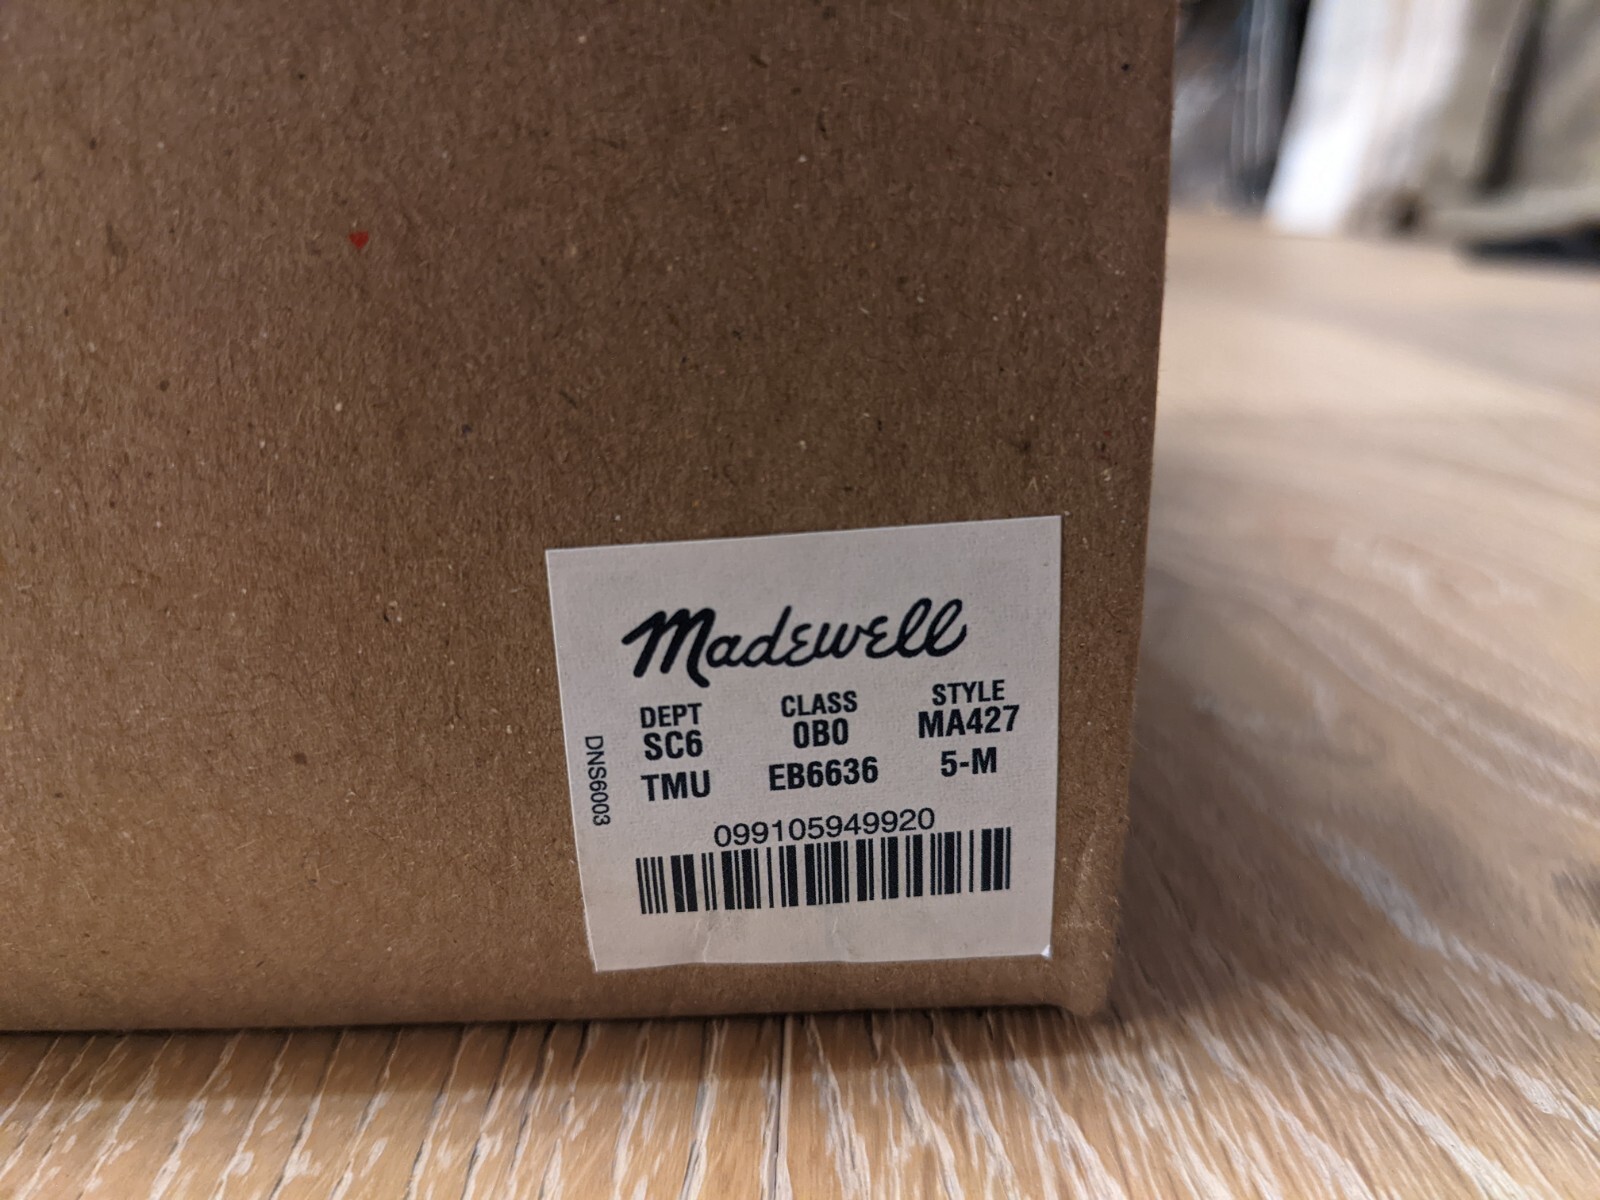 Madewell
DEPT CLASS STYLE
SC6 0B0 MA427
TMU EB6636 5-M
DNS6003
099105949920